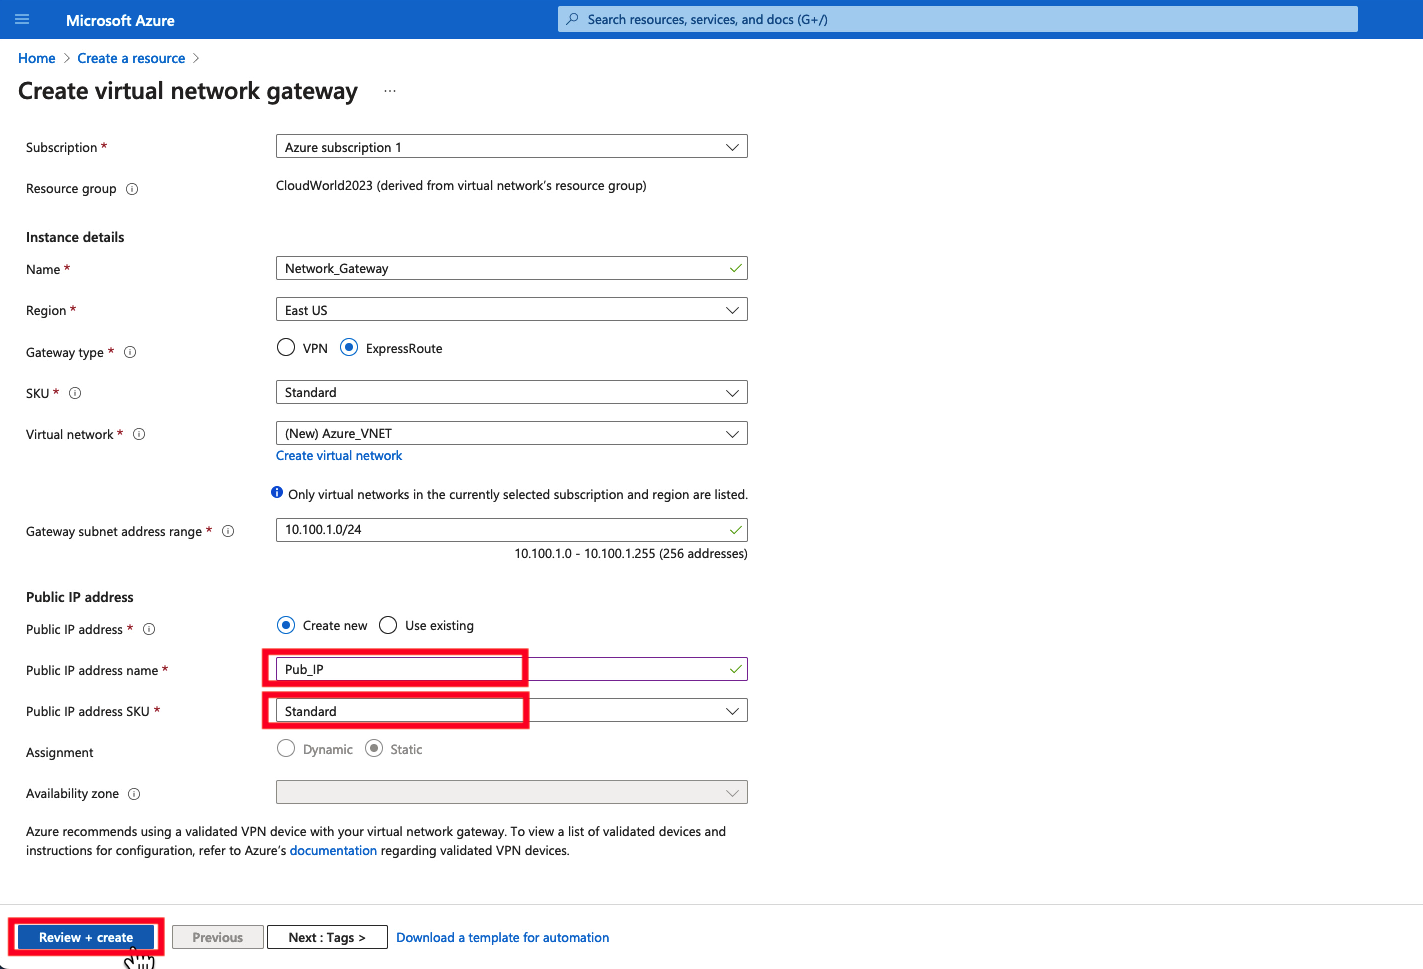 Microsoft Azure
Search resources, services, and docs (G+/)
Home > Create a resource >
Create virtual network gateway ...
Subscription * Azure subscription 1
Resource group CloudWorld2023 (derived from virtual network's resource group)
Instance details
Name * Network_Gateway
Region * East US
Gateway type * VPN ExpressRoute
SKU * Standard
Virtual network * (New) Azure_VNET
Create virtual network
Only virtual networks in the currently selected subscription and region are listed.
Gateway subnet address range * 10.100.1.0/24
10.100.1.0 - 10.100.1.255 (256 addresses)
Public IP address
Public IP address * Create new Use existing
Public IP address name * Pub_IP
Public IP address SKU * Standard
Assignment Dynamic Static
Availability zone
Azure recommends using a validated VPN device with your virtual network gateway. To view a list of validated devices and
instructions for configuration, refer to Azure's documentation regarding validated VPN devices.
Review + create Previous Next : Tags > Download a template for automation